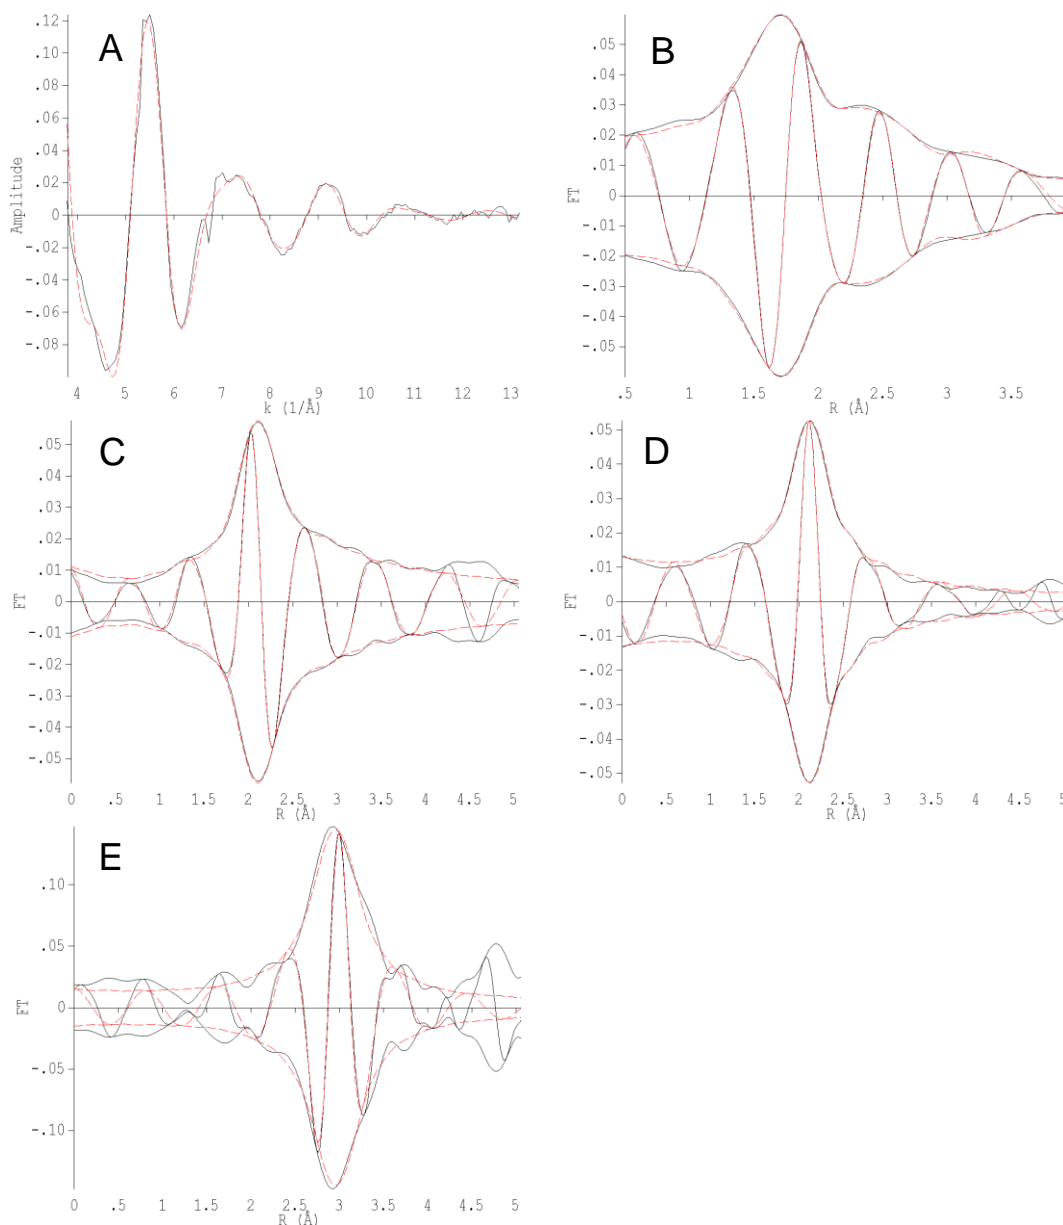 A
.12
.10
.08
.06
.04
.02
0
-.02
-.04
-.06
-.08
Amplitude
4 5 6 7 8 9 10 11 12 13
k (1/Å)
B
.05
.04
.03
.02
.01
0
-.01
-.02
-.03
-.04
-.05
FT
.5 1 1.5 2 2.5 3 3.5
R (Å)
C
.05
.04
.03
.02
.01
0
-.01
-.02
-.03
-.04
-.05
FT
0 .5 1 1.5 2 2.5 3 3.5 4 4.5 5
R (Å)
D
.05
.04
.03
.02
.01
0
-.01
-.02
-.03
-.04
-.05
FT
0 .5 1 1.5 2 2.5 3 3.5 4 4.5 5
R (Å)
E
.10
.05
0
-.05
-.10
FT
0 .5 1 1.5 2 2.5 3 3.5 4 4.5 5
R (Å)